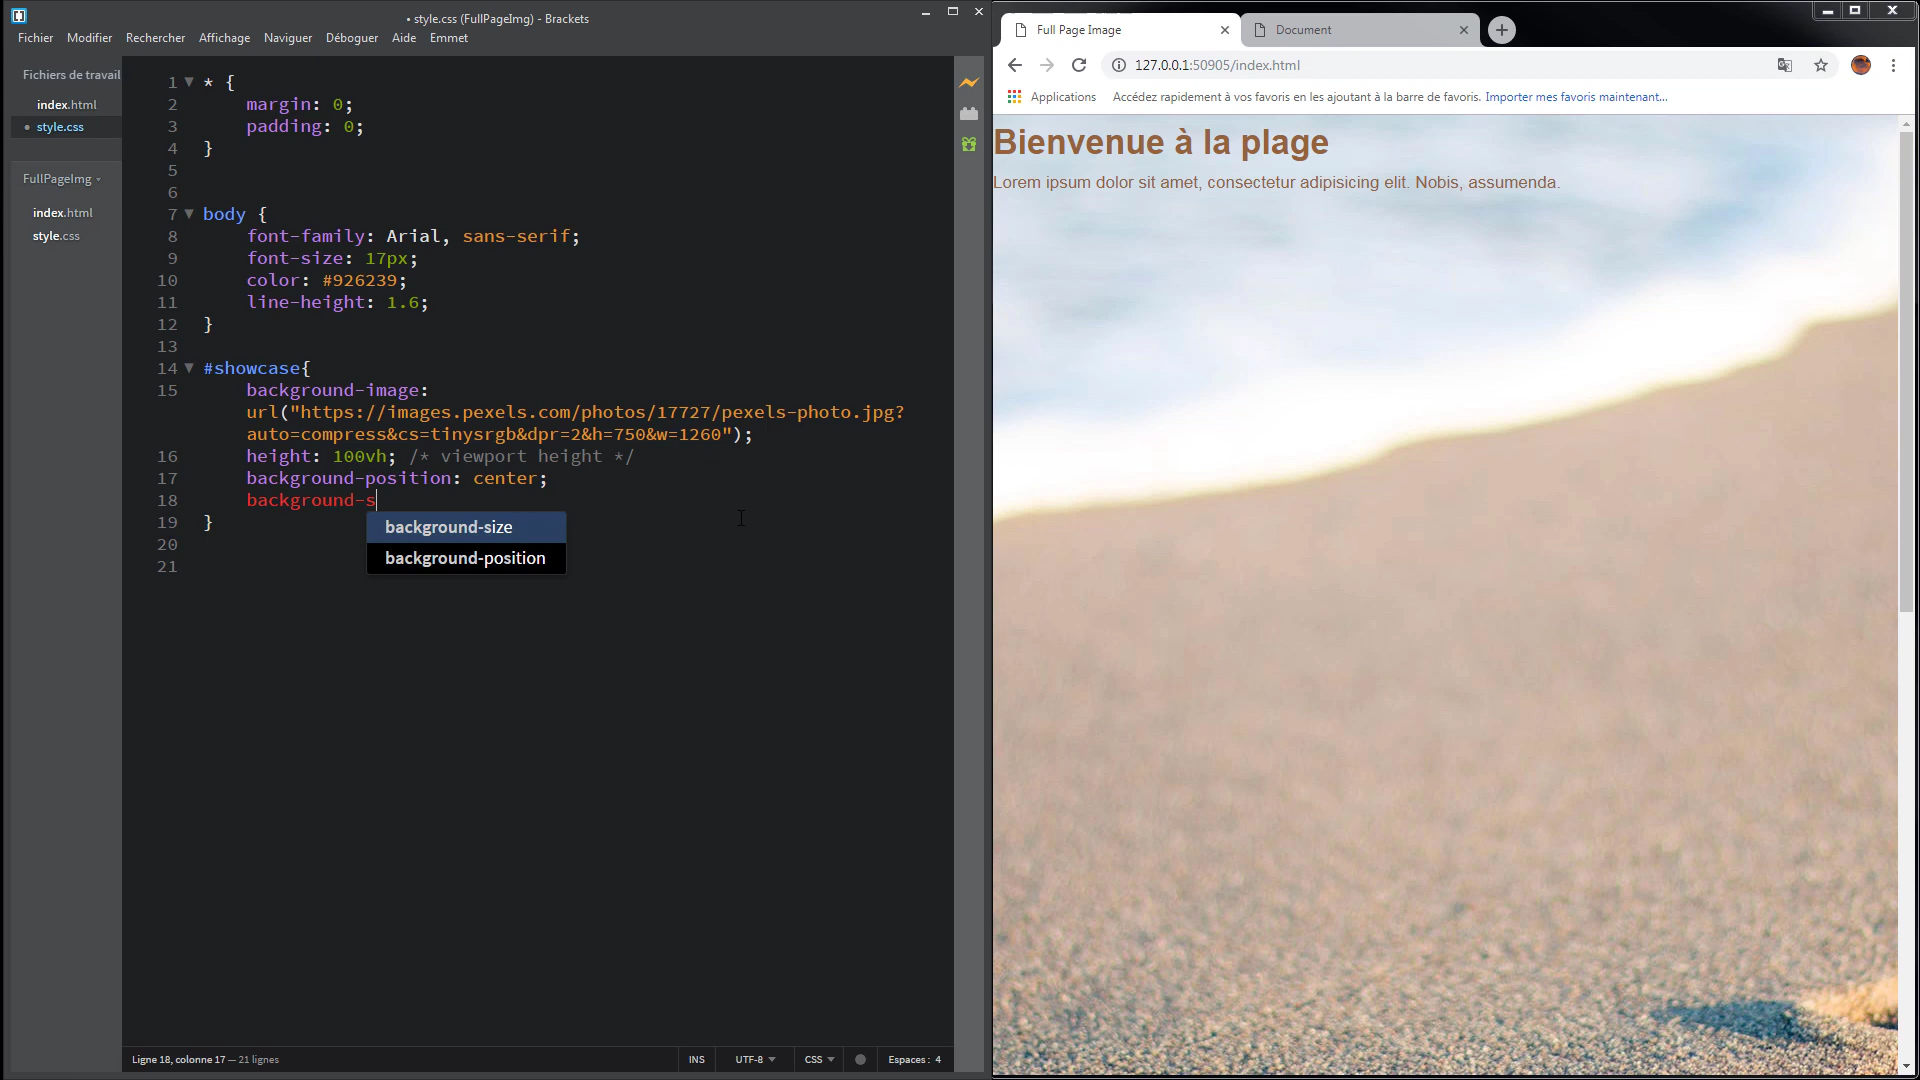 • style.css (FullPageImg) - Brackets
Fichier Modifier Rechercher Affichage Naviguer Déboguer Aide Emmet
Fichiers de travail
index.html
• style.css
FullPageImg
index.html
style.css
1 * {
2 margin: 0;
3 padding: 0;
4 }
5
6
7 body {
8 font-family: Arial, sans-serif;
9 font-size: 17px;
10 color: #926239;
11 line-height: 1.6;
12 }
13
14 #showcase{
15 background-image:
url("https://images.pexels.com/photos/17727/pexels-photo.jpg?
auto=compress&cs=tinysrgb&dpr=2&h=750&w=1260");
16 height: 100vh; /* viewport height */
17 background-position: center;
18 background-s
19 }
20
21
background-size
background-position
Ligne 18, colonne 17 — 21 lignes
INS UTF-8 CSS Espaces : 4
Full Page Image
Document
127.0.0.1:50905/index.html
Applications Accédez rapidement à vos favoris en les ajoutant à la barre de favoris. Importer mes favoris maintenant...
Bienvenue à la plage
Lorem ipsum dolor sit amet, consectetur adipisicing elit. Nobis, assumenda.